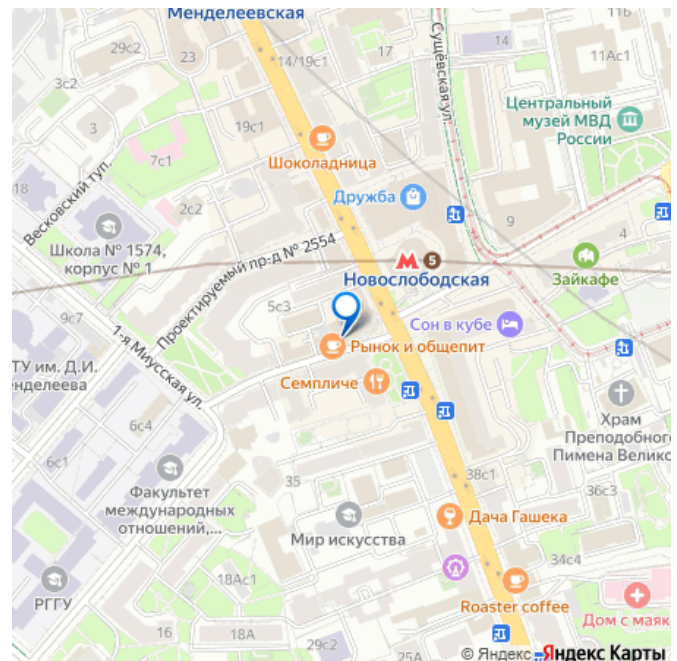 Менделеевская
11Б
29с2
23
14/19с1
14
11Ас1
3с2
Сущёвская ул.
Центральный
музей МВД
России
3
19с1
Шоколадница
7с1
18
Весковский туп.
2с2
Дружба
9
4
Школа № 1574,
корпус № 1
Проектируемый пр-д № 2554
5
Новослободская
Зайкафе
5с3
9с7
1-я Миусская ул.
Сон в кубе
Рынок и общепит
ТУ им. Д.И.
нделеева
Семпличе
6с4
Храм
Преподобного
Пимена Велико
6с1
38с1
35
36с3
Факультет
международных
отношений,...
Дача Гашека
Мир искусства
34с4
18Ас1
РГГУ
Roaster coffee
Дом с маяк
16
18А
29с2
25А
© Яндекс
Яндекс Карты